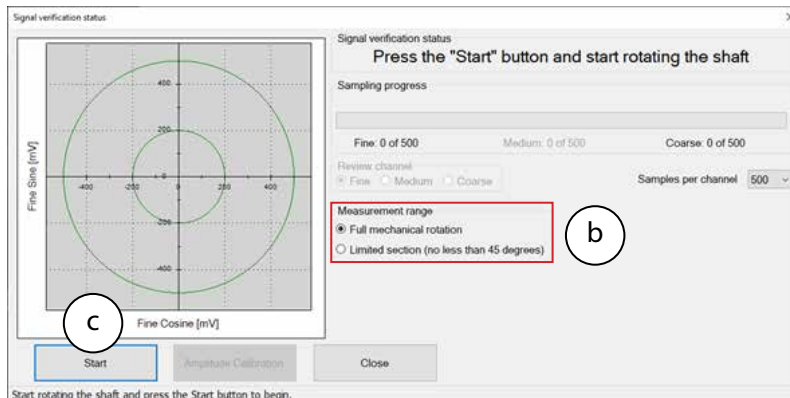 Signal verification status
Signal verification status
Press the "Start" button and start rotating the shaft
Sampling progress
Fine: 0 of 500 Medium: 0 of 500 Coarse: 0 of 500
Review channel
Fine Medium Coarse
Samples per channel 500
Measurement range
Full mechanical rotation
Limited section (no less than 45 degrees)
b
Fine Sine [mV]
400
200
-400 -200 0 200 400
-200
-400
Fine Cosine [mV]
c
Start Amplitude Calibration Close
Start rotating the shaft and press the Start button to begin.